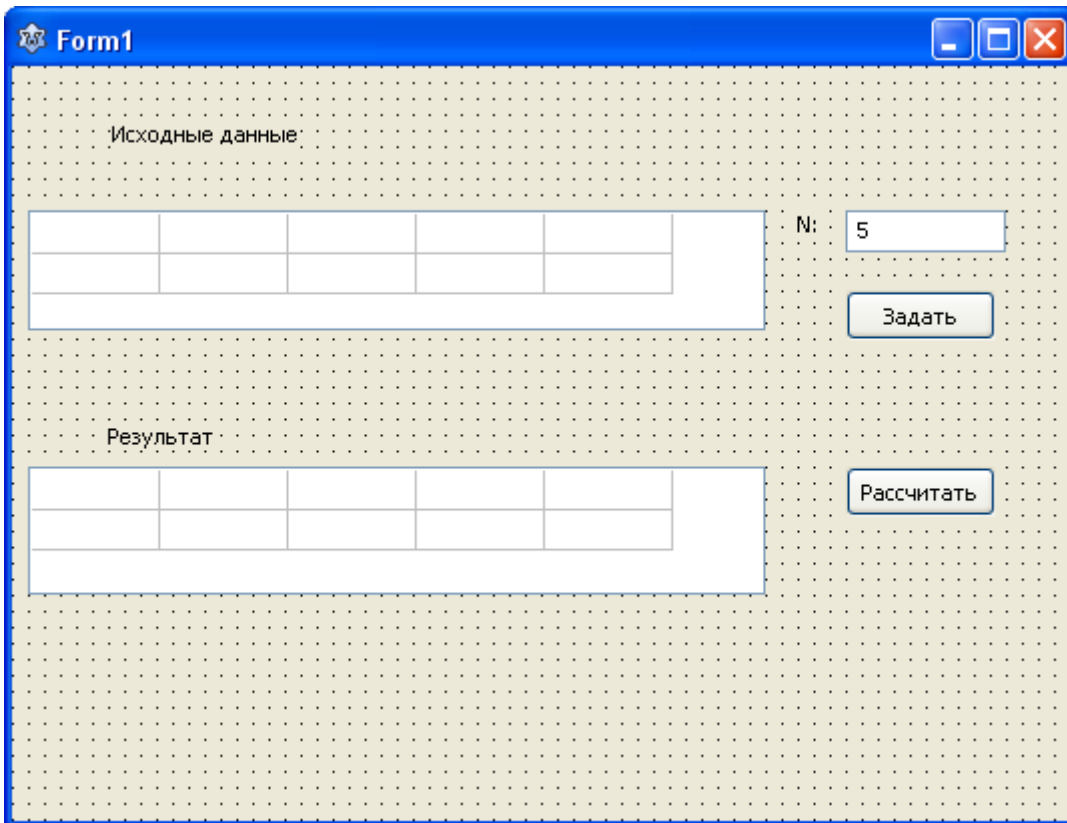 Form1
Исходные данные
N: 5
Задать
Результат
Рассчитать